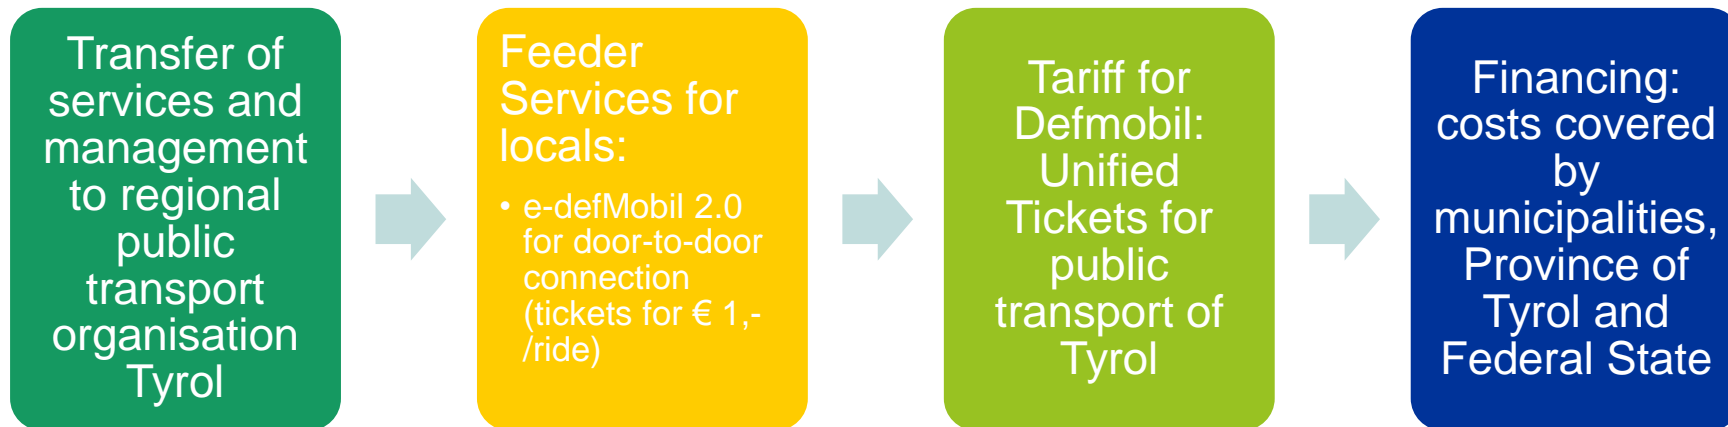 Transfer of
services and
management
to regional
public
transport
organisation
Tyrol
Feeder
Services for
locals:
• e-defMobil 2.0
for door-to-door
connection
(tickets for € 1,-
/ride)
Tariff for
Defmobil:
Unified
Tickets for
public
transport of
Tyrol
Financing:
costs covered
by
municipalities,
Province of
Tyrol and
Federal State